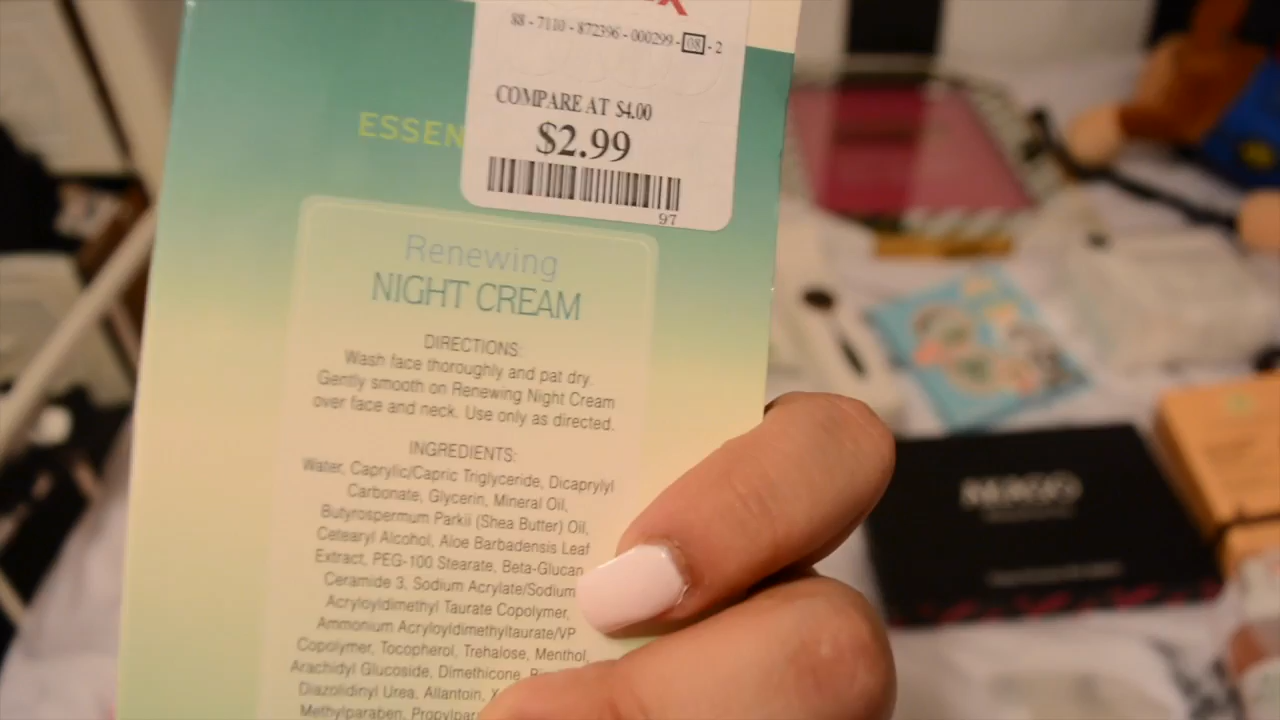 88 - 7110 - 872396 - 000299 - 08 - 2
COMPARE AT $4.00
$2.99
97
ESSEN
Renewing
NIGHT CREAM
DIRECTIONS:
Wash face thoroughly and pat dry.
Gently smooth on Renewing Night Cream
over face and neck. Use only as directed.
INGREDIENTS:
Water, Caprylic/Capric Triglyceride, Dicaprylyl
Carbonate, Glycerin, Mineral Oil,
Butyrospermum Parkii (Shea Butter) Oil,
Cetearyl Alcohol, Aloe Barbadensis Leaf
Extract, PEG-100 Stearate, Beta-Glucan
Ceramide 3, Sodium Acrylate/Sodium
Acryloyldimethyl Taurate Copolymer,
Ammonium Acryloyldimethyltaurate/VP
Copolymer, Tocopherol, Trehalose, Menthol,
Arachidyl Glucoside, Dimethicone,
Diazolidinyl Urea, Allantoin,
Methylparaben,